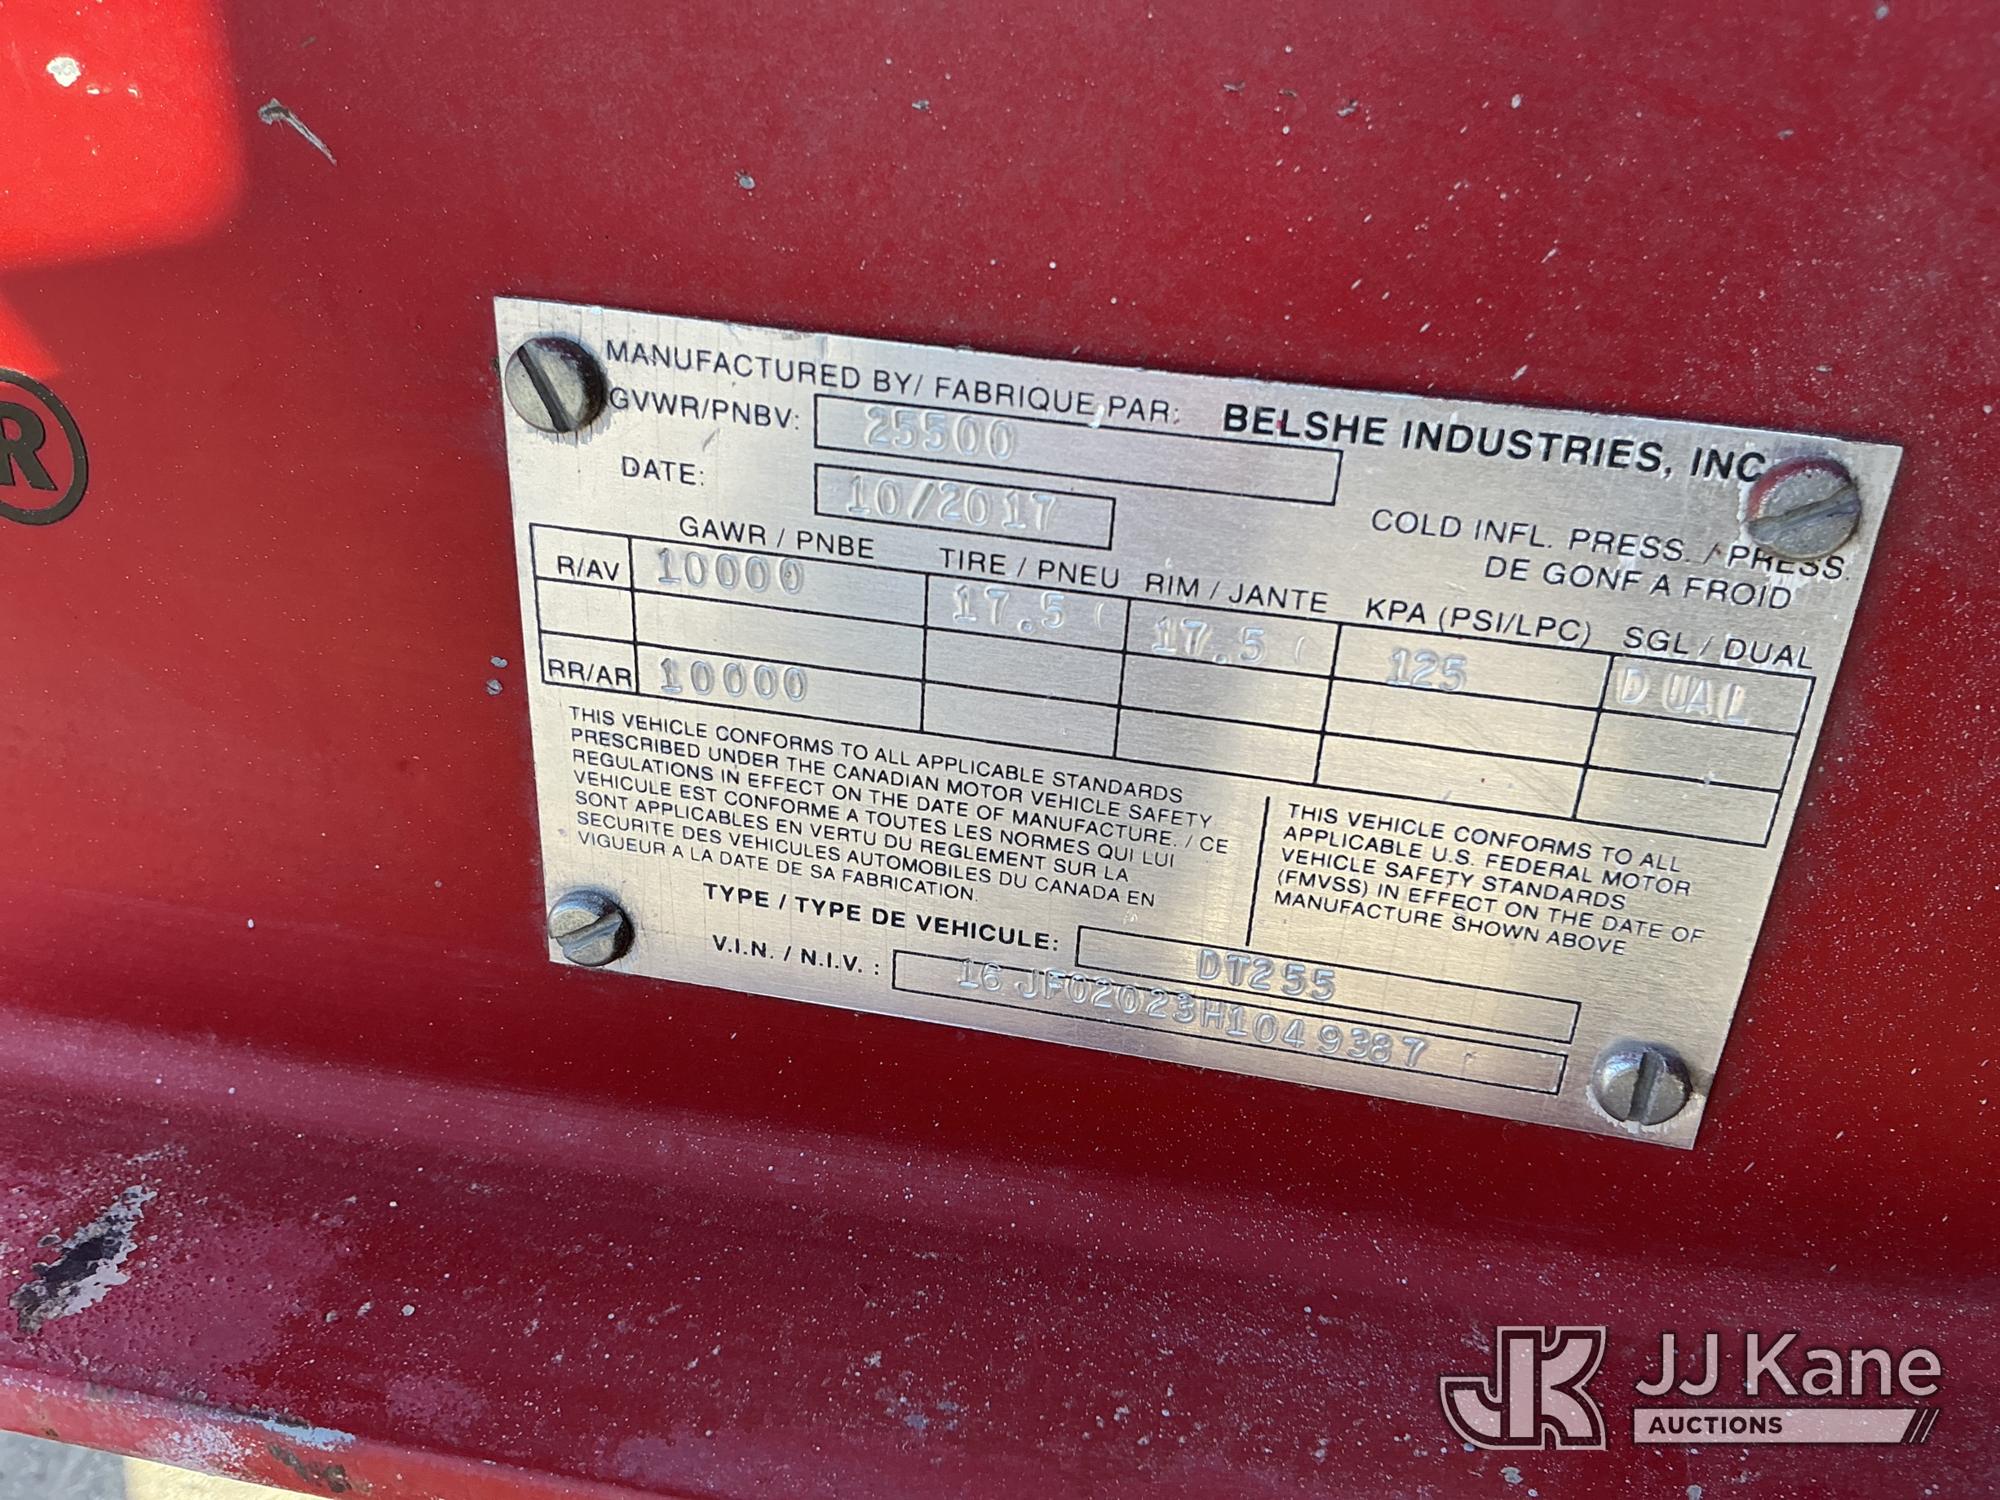 MANUFACTURED BY/ FABRIQUE PAR: BELSHE INDUSTRIES, INC
GVWR/PNBV: 25500
DATE: 10/2017
COLD INFL. PRESS. / PRESS.
DE GONF A FROID
GAWR / PNBE TIRE / PNEU RIM / JANTE KPA (PSI/LPC) SGL / DUAL
R/AV 10000 17.5 ( 17.5 ( 125 DUAL
RR/AR 10000
THIS VEHICLE CONFORMS TO ALL APPLICABLE STANDARDS
PRESCRIBED UNDER THE CANADIAN MOTOR VEHICLE SAFETY
REGULATIONS IN EFFECT ON THE DATE OF MANUFACTURE. / CE
VEHICULE EST CONFORME A TOUTES LES NORMES QUI LUI
SONT APPLICABLES EN VERTU DU REGLEMENT SUR LA
SECURITE DES VEHICULES AUTOMOBILES DU CANADA EN
VIGUEUR A LA DATE DE SA FABRICATION.
THIS VEHICLE CONFORMS TO ALL
APPLICABLE U.S. FEDERAL MOTOR
VEHICLE SAFETY STANDARDS
(FMVSS) IN EFFECT ON THE DATE OF
MANUFACTURE SHOWN ABOVE
TYPE / TYPE DE VEHICULE: DT255
V.I.N. / N.I.V. : 16JF02023H1049387
R
JK JJ Kane
AUCTIONS